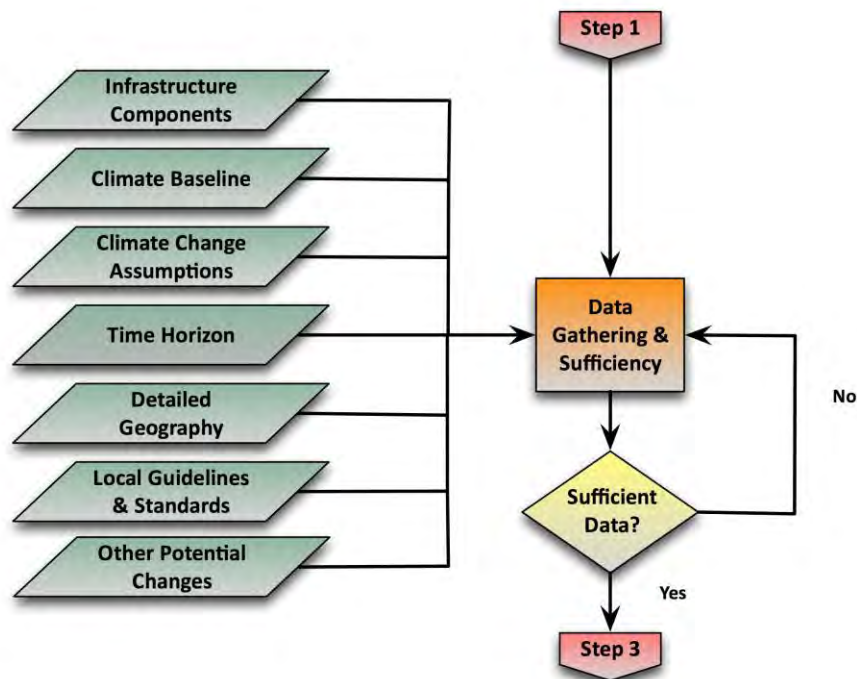 Step 1
Infrastructure
Components
Climate Baseline
Climate Change
Assumptions
Time Horizon
Detailed
Geography
Local Guidelines
& Standards
Other Potential
Changes
Data
Gathering &
Sufficiency
No
Sufficient
Data?
Yes
Step 3